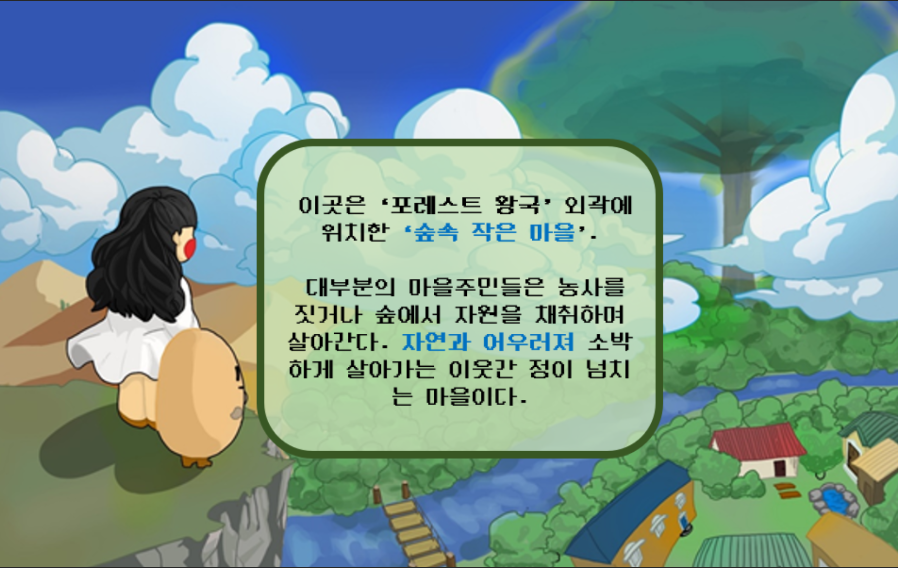 이곳은 ‘포레스트 왕국’ 외곽에
위치한 ‘숲속 작은 마을’.
대부분의 마을주민들은 농사를
짓거나 숲에서 자원을 채취하며
살아간다. 자연과 어우러져 소박
하게 살아가는 이웃간 정이 넘치
는 마을이다.